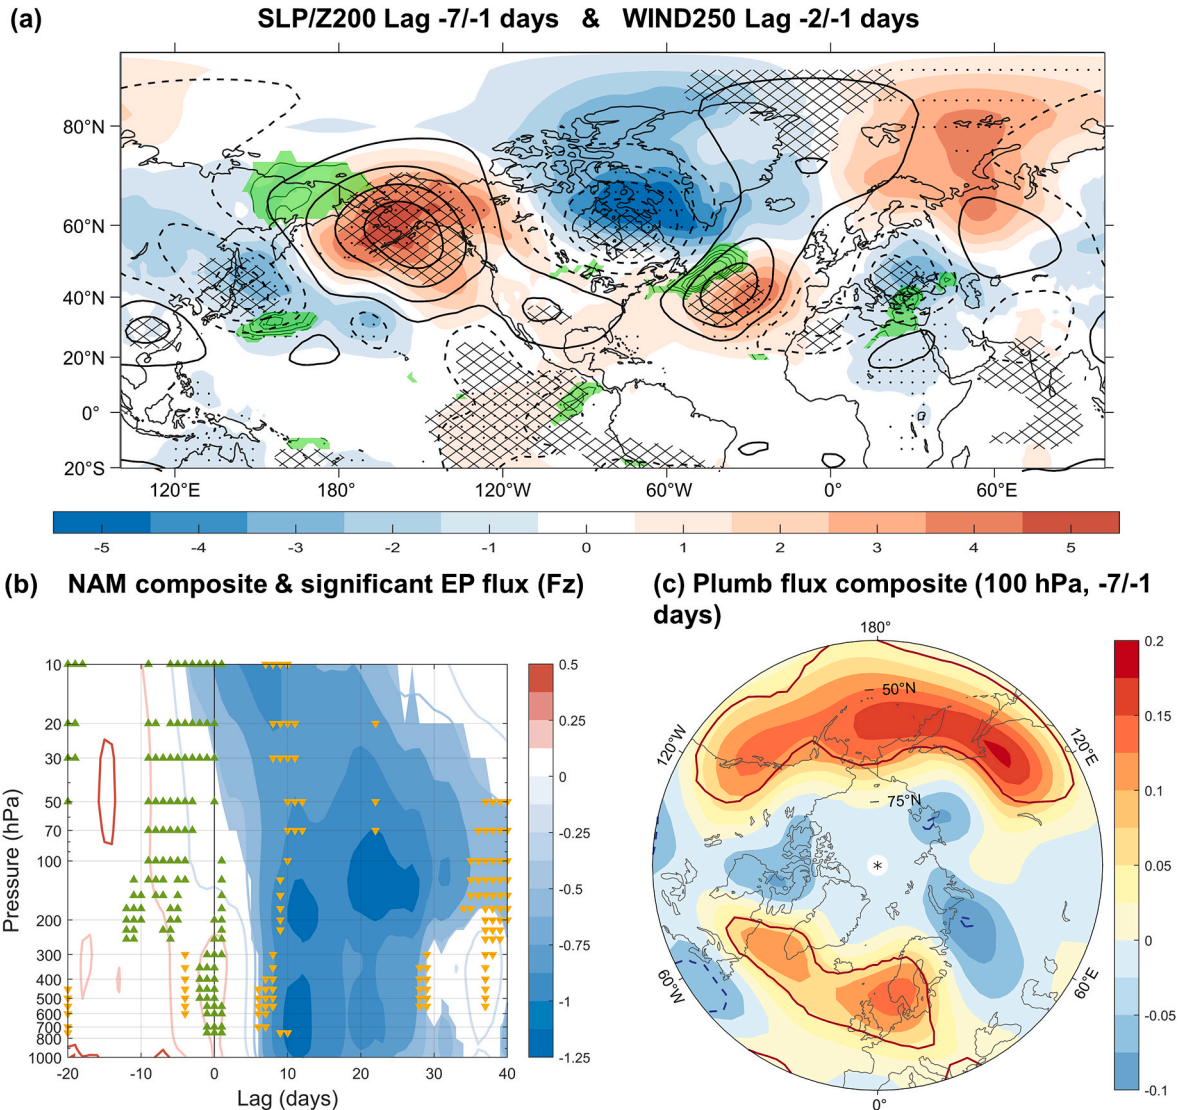 (a) SLP/Z200 Lag -7/-1 days & WIND250 Lag -2/-1 days
80°N
60°N
40°N
20°N
0°
20°S
120°E 180° 120°W 60°W 0° 60°E
-5 -4 -3 -2 -1 0 1 2 3 4 5
(b) NAM composite & significant EP flux (Fz)
10
20
30
50
70
100
200
300
400
500
600
700
800
1000
Pressure (hPa)
-20 -10 0 10 20 30 40
Lag (days)
0.5
0.25
0
-0.25
-0.5
-0.75
-1
-1.25
(c) Plumb flux composite (100 hPa, -7/-1
days)
180°
50°N
120°W
120°E
75°N
60°W
60°E
0°
0.2
0.15
0.1
0.05
0
-0.05
-0.1